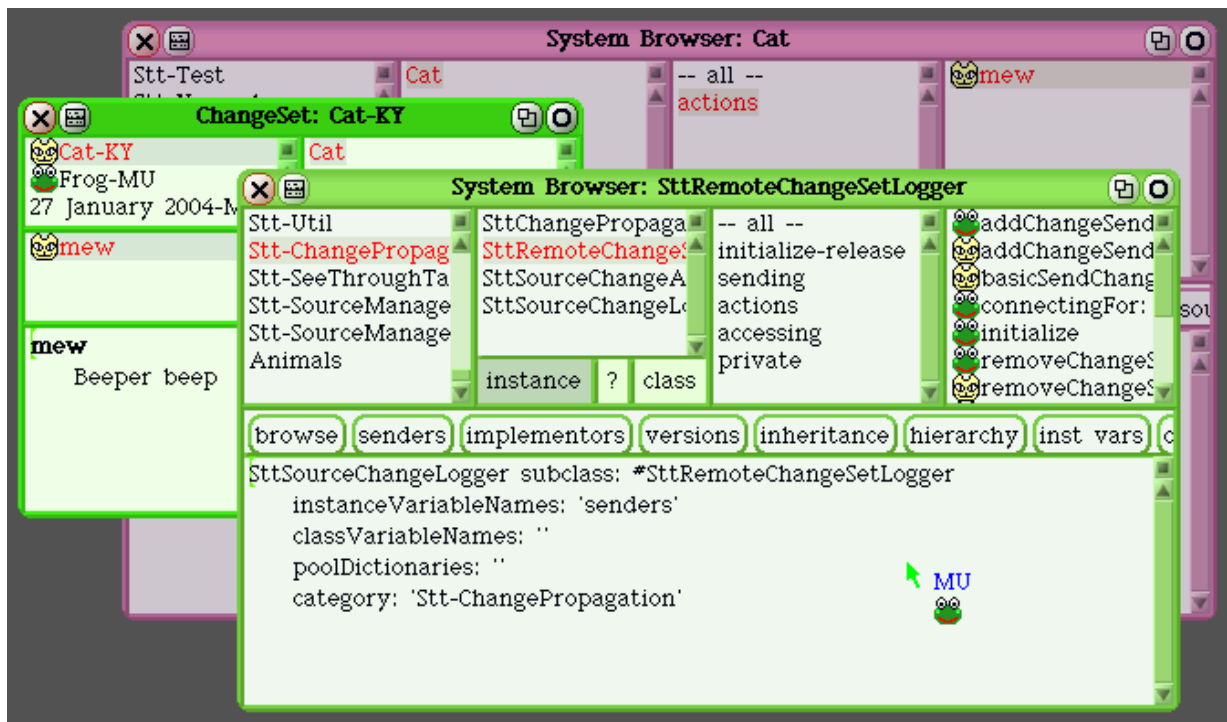 System Browser: Cat
Stt-Test
Cat
-- all --
actions
mew
ChangeSet: Cat-KY
Cat-KY
Frog-MU
27 January 2004-M
Cat
mew
mew
Beeper beep
System Browser: SttRemoteChangeSetLogger
Stt-Util
Stt-ChangePropag
Stt-SeeThroughTa
Stt-SourceManage
Stt-SourceManage
Animals
SttChangePropaga
SttRemoteChangeS
SttSourceChangeA
SttSourceChangeLo
instance ? class
-- all --
initialize-release
sending
actions
accessing
private
addChangeSend
addChangeSend
basicSendChang
connectingFor:
initialize
removeChangeS
removeChangeS
browse senders implementors versions inheritance hierarchy inst vars c
SttSourceChangeLogger subclass: #SttRemoteChangeSetLogger
instanceVariableNames: 'senders'
classVariableNames: ''
poolDictionaries: ''
category: 'Stt-ChangePropagation'
MU
sou